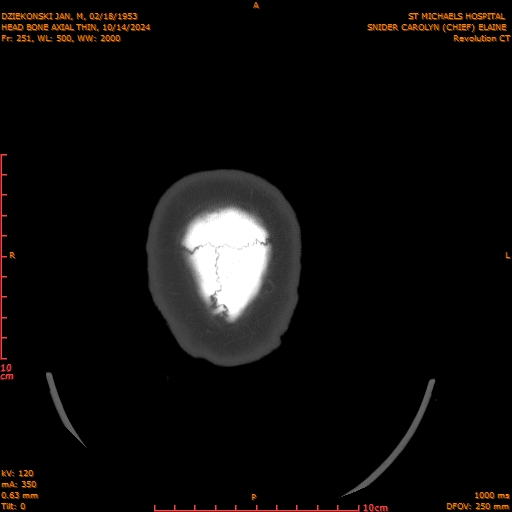 A
DZIEKONSKI JAN, M, 02/18/1953
HEAD BONE AXIAL THIN, 10/14/2024
Fr: 251, WL: 500, WW: 2000
ST MICHAELS HOSPITAL
SNIDER CAROLYN (CHIEF) ELAINE
Revolution CT
R
L
10
cm
kV: 120
mA: 350
0.63 mm
Tilt: 0
P
10cm
1000 ms
DFOV: 250 mm